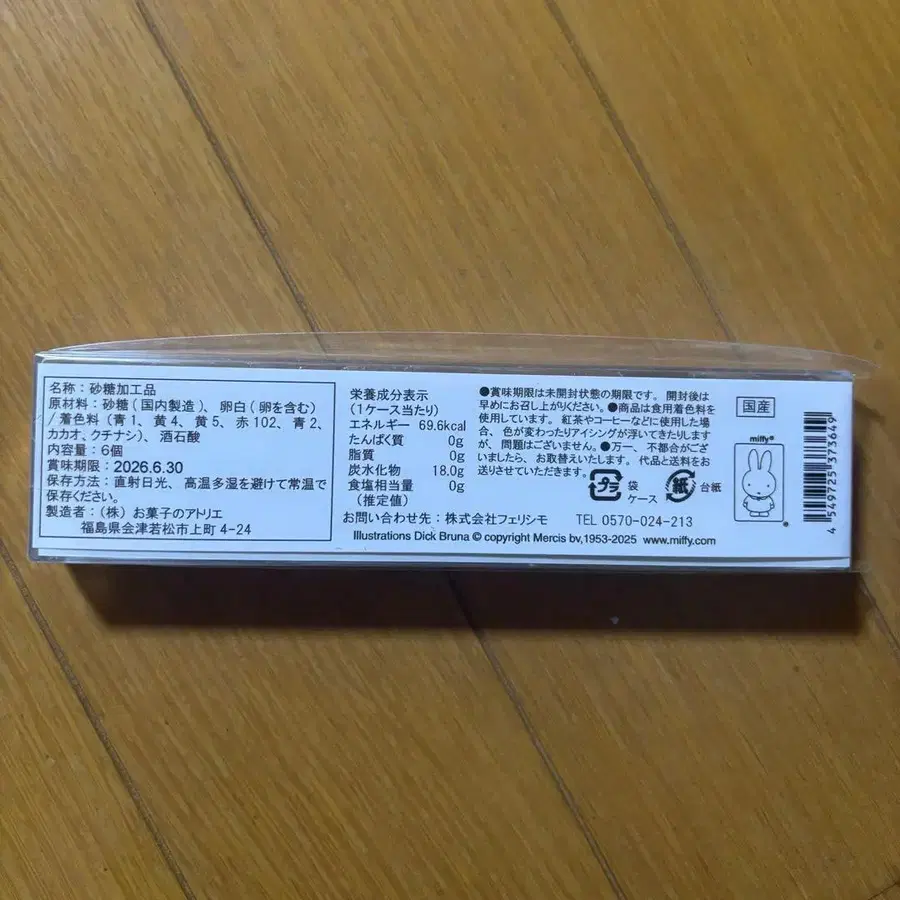 名称：砂糖加工品
原材料：砂糖（国内製造）、卵白（卵を含む）
/ 着色料（青１、黄４、黄５、赤102、青２、
カカオ、クチナシ）、酒石酸
内容量：６個
賞味期限：2026.6.30
保存方法：直射日光、高温多湿を避けて常温で
保存ください。
製造者：（株）お菓子のアトリエ
福島県会津若松市上町 4−24
栄養成分表示
（１ケース当たり）
エネルギー 69.6kcal
たんぱく質 0g
脂質 0g
炭水化物 18.0g
食塩相当量 0g
（推定値）
●賞味期限は未開封状態の期限です。開封後は
早めにお召し上がりください。●商品は食用着色料を
使用しています。紅茶やコーヒーなどに使用した場
合、色が変わったりアイシングが浮いてきたりします
が、問題はございません。●万一、不都合がござ
いましたら、お取替えいたします。代品と送料をお
送りさせていただきます。
プラ 袋
ケース
紙 台紙
お問い合わせ先：株式会社フェリシモ TEL 0570-024-213
Illustrations Dick Bruna © copyright Mercis bv,1953-2025 www.miffy.com
国産
miffy®
®
4 549725 373649